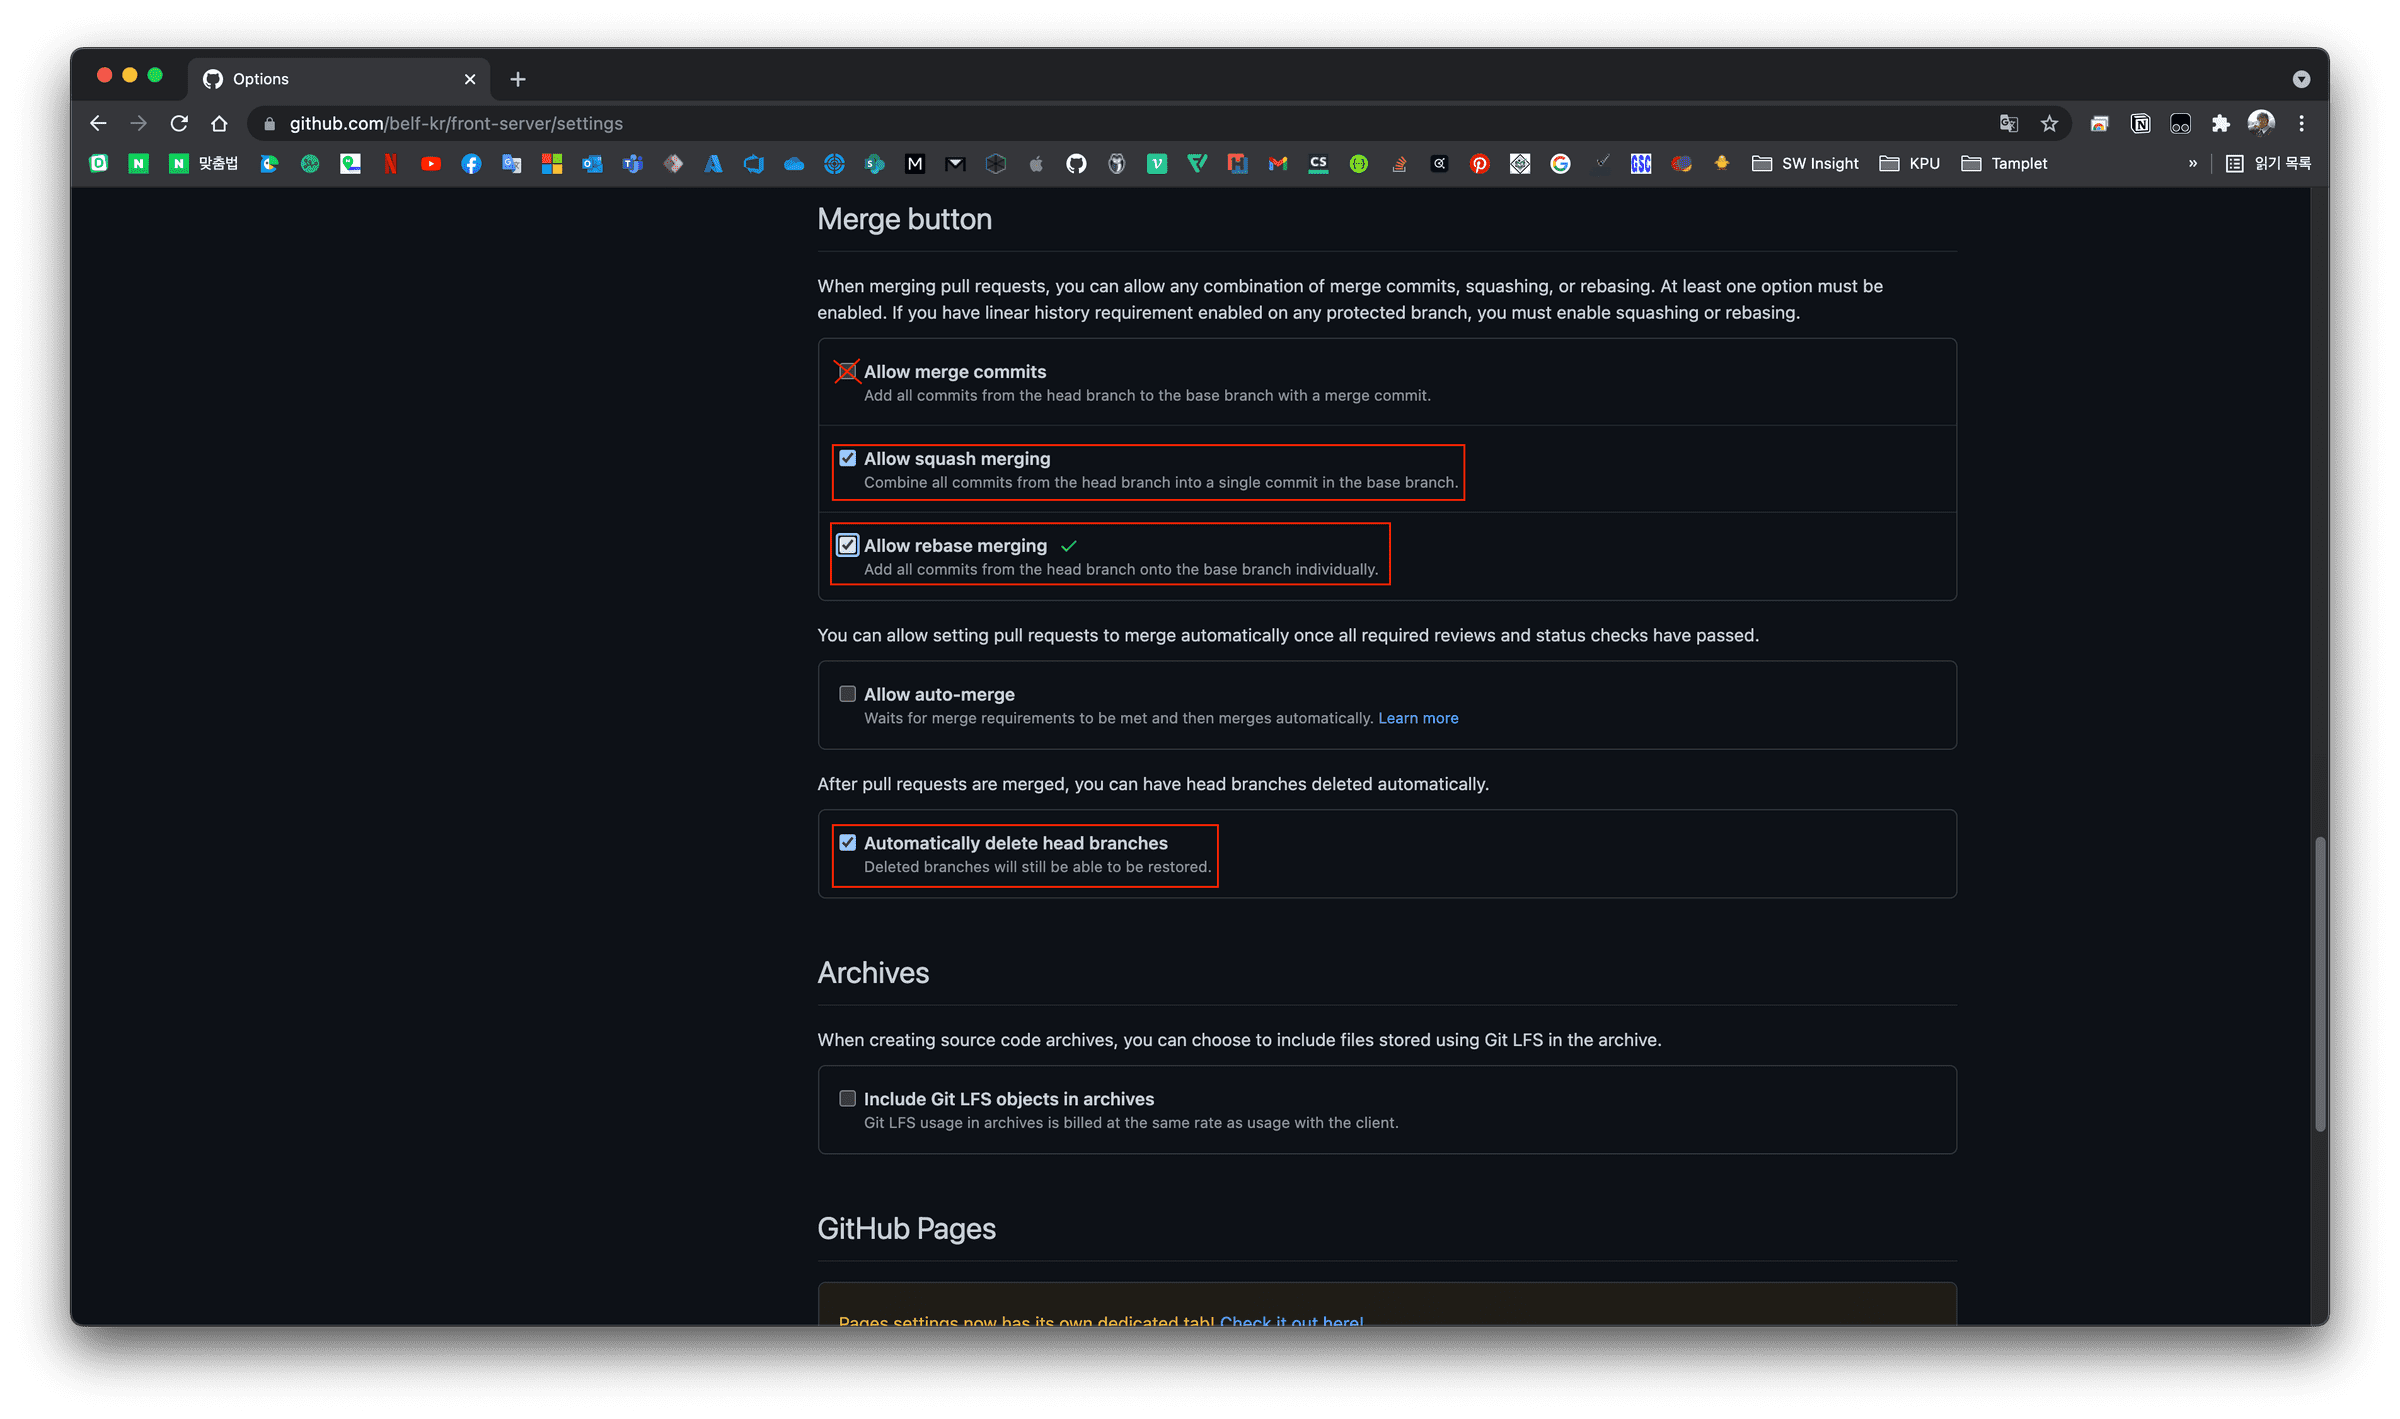 Options
github.com/belf-kr/front-server/settings
맞춤법
M
CS
GSC
SW Insight
KPU
Tamplet
»
읽기 목록
Merge button
When merging pull requests, you can allow any combination of merge commits, squashing, or rebasing. At least one option must be
enabled. If you have linear history requirement enabled on any protected branch, you must enable squashing or rebasing.
Allow merge commits
Add all commits from the head branch to the base branch with a merge commit.
Allow squash merging
Combine all commits from the head branch into a single commit in the base branch.
Allow rebase merging
Add all commits from the head branch onto the base branch individually.
You can allow setting pull requests to merge automatically once all required reviews and status checks have passed.
Allow auto-merge
Waits for merge requirements to be met and then merges automatically. Learn more
After pull requests are merged, you can have head branches deleted automatically.
Automatically delete head branches
Deleted branches will still be able to be restored.
Archives
When creating source code archives, you can choose to include files stored using Git LFS in the archive.
Include Git LFS objects in archives
Git LFS usage in archives is billed at the same rate as usage with the client.
GitHub Pages
Pages settings now has its own dedicated tab! Check it out here!